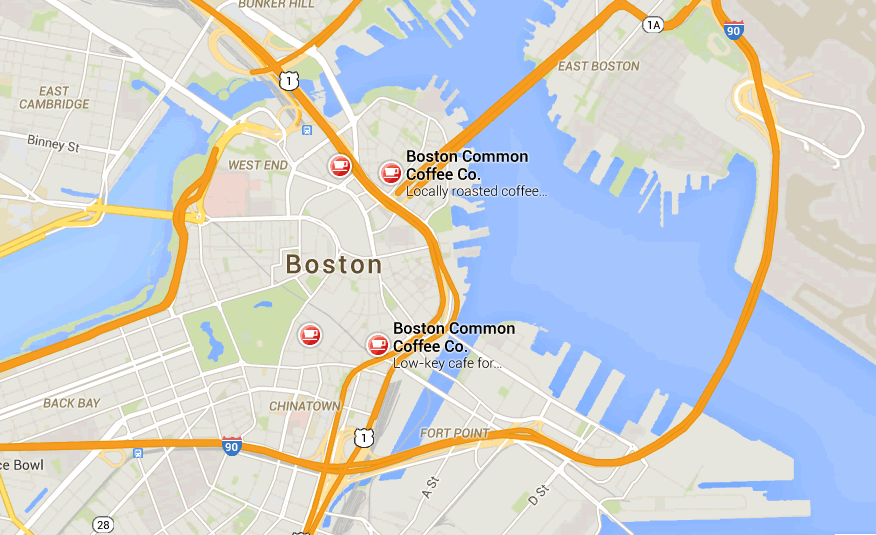 BUNKER HILL
1A
90
EAST BOSTON
1
EAST
CAMBRIDGE
Binney St
WEST END
Boston Common
Coffee Co.
Locally roasted coffee...
Boston
Boston Common
Coffee Co.
Low-key cafe for...
BACK BAY
CHINATOWN
FORT POINT
1
90
ce Bowl
A St
D St
28